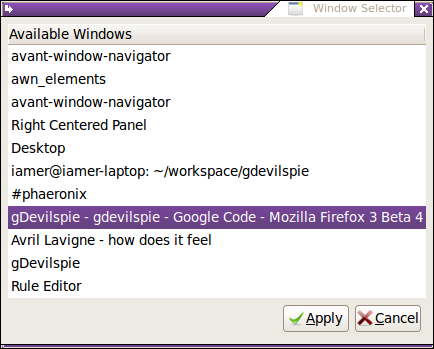 Window Selector
Available Windows
avant-window-navigator
awn_elements
avant-window-navigator
Right Centered Panel
Desktop
iamer@iamer-laptop: ~/workspace/gdevilspie
#phaeronix
gDevilspie - gdevilspie - Google Code - Mozilla Firefox 3 Beta 4
Avril Lavigne - how does it feel
gDevilspie
Rule Editor
Apply
Cancel